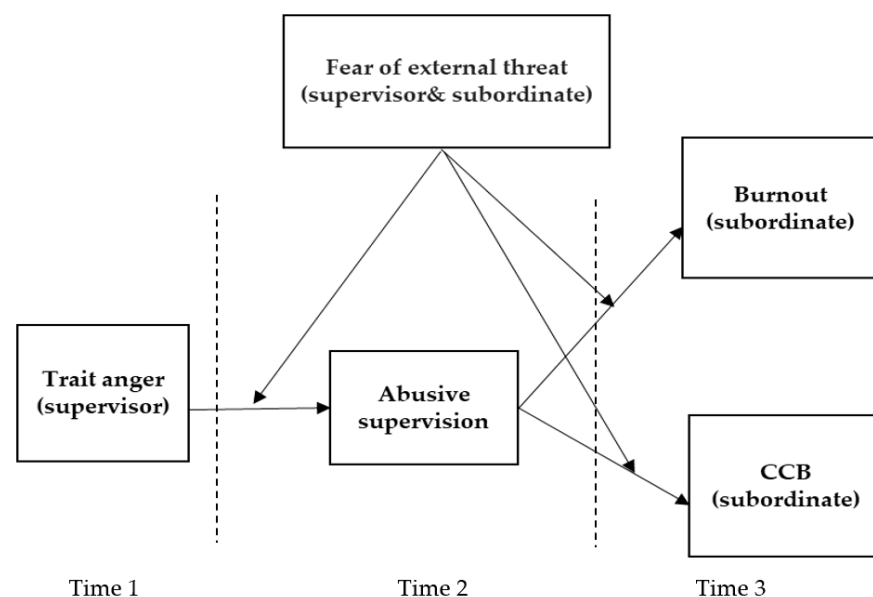 Fear of external threat
(supervisor& subordinate)
Burnout
(subordinate)
Trait anger
(supervisor)
Abusive
supervision
CCB
(subordinate)
Time 1
Time 2
Time 3